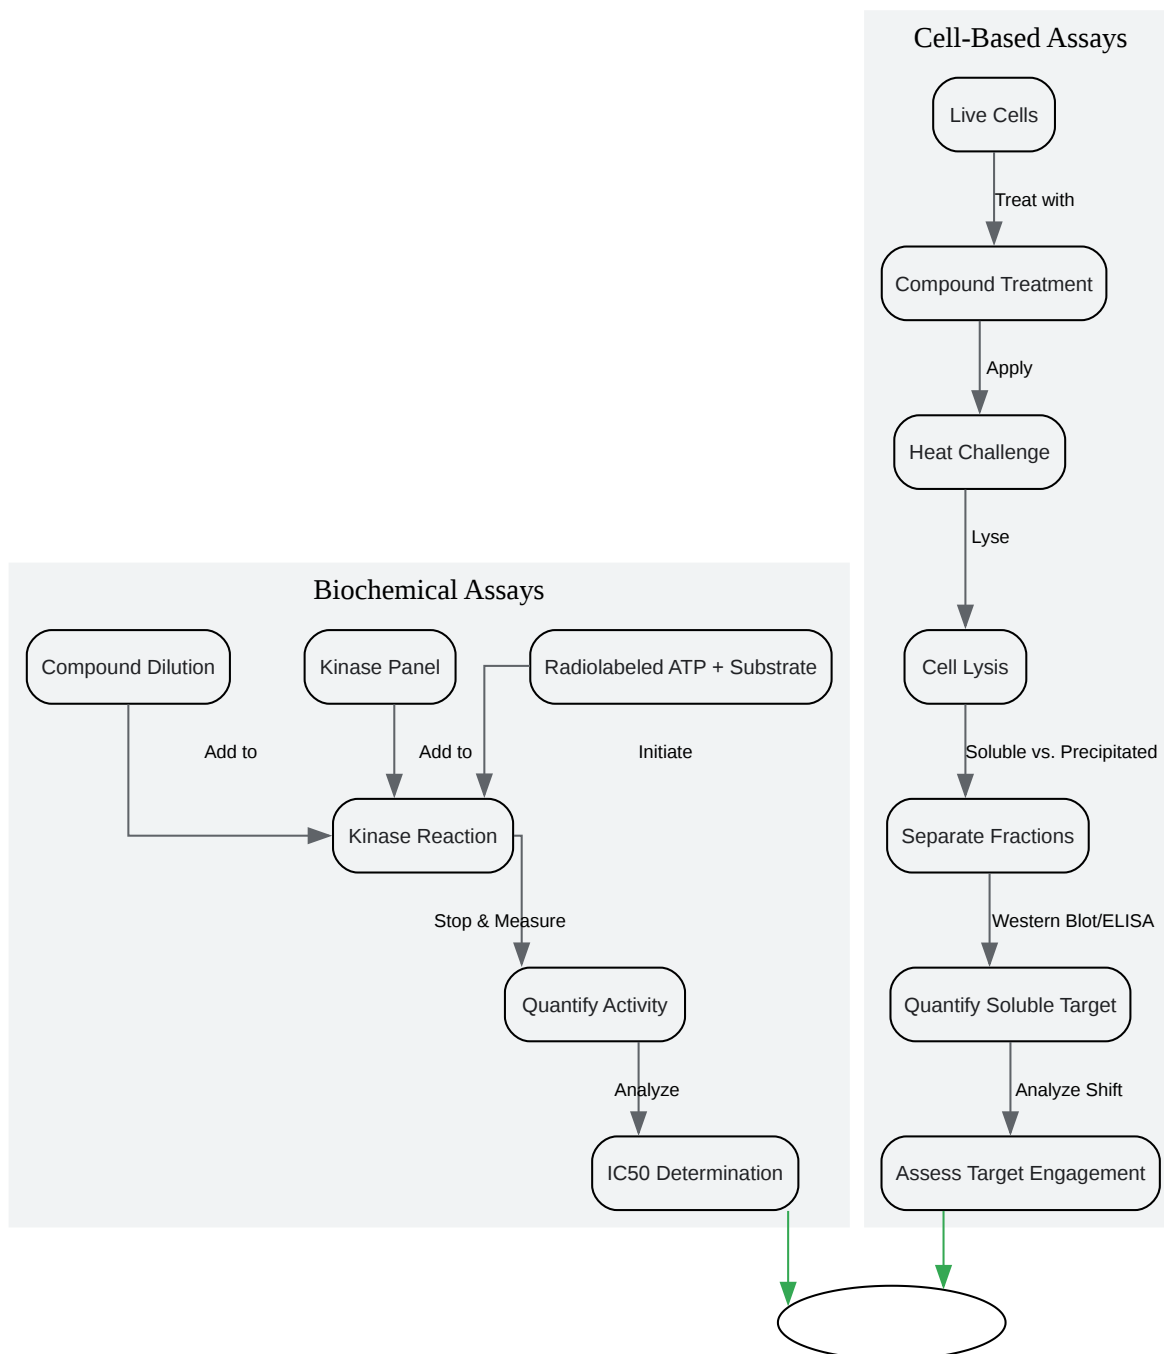 Cell-Based Assays
Live Cells
Treat with
Compound Treatment
Apply
Heat Challenge
Lyse
Cell Lysis
Soluble vs. Precipitated
Separate Fractions
Western Blot/ELISA
Quantify Soluble Target
Analyze Shift
Assess Target Engagement
Biochemical Assays
Compound Dilution
Kinase Panel
Radiolabeled ATP + Substrate
Add to
Add to
Initiate
Kinase Reaction
Stop & Measure
Quantify Activity
Analyze
IC50 Determination